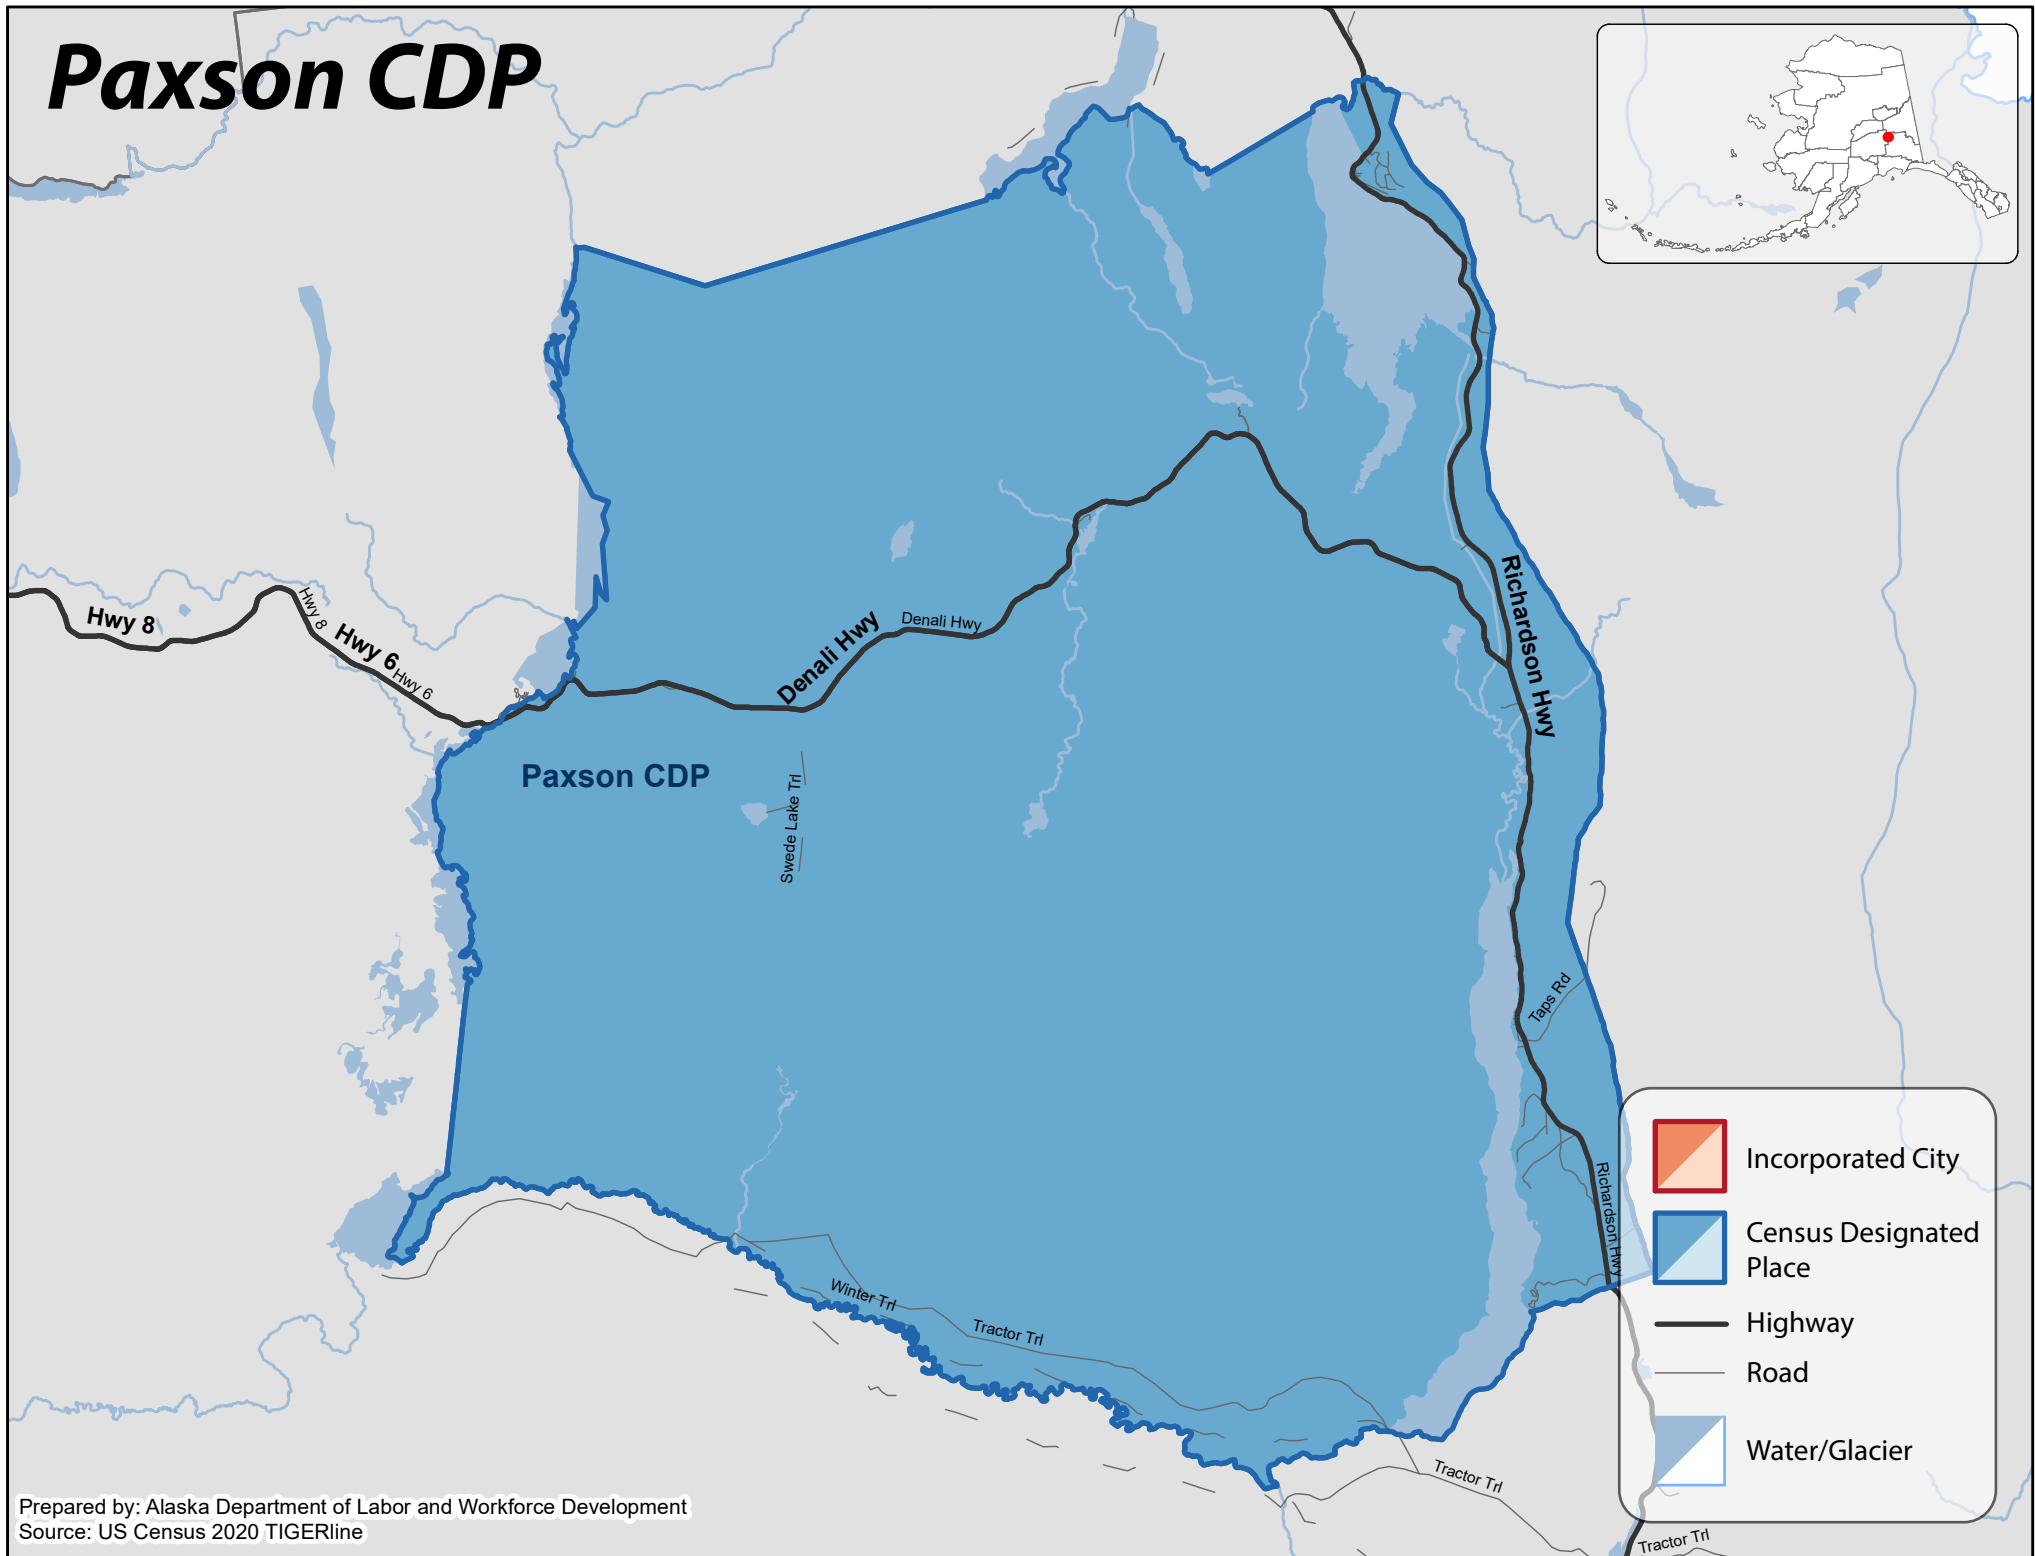 Paxson CDP
Hwy 8
Hwy 8
Hwy 6
Hwy 6
Denali Hwy
Denali Hwy
Richardson Hwy
Paxson CDP
Swede Lake Trl
Taps Rd
Richardson Hwy
Winter Trl
Tractor Trl
Tractor Trl
Tractor Trl
Incorporated City
Census Designated
Place
Highway
Road
Water/Glacier
Prepared by: Alaska Department of Labor and Workforce Development
Source: US Census 2020 TIGERline